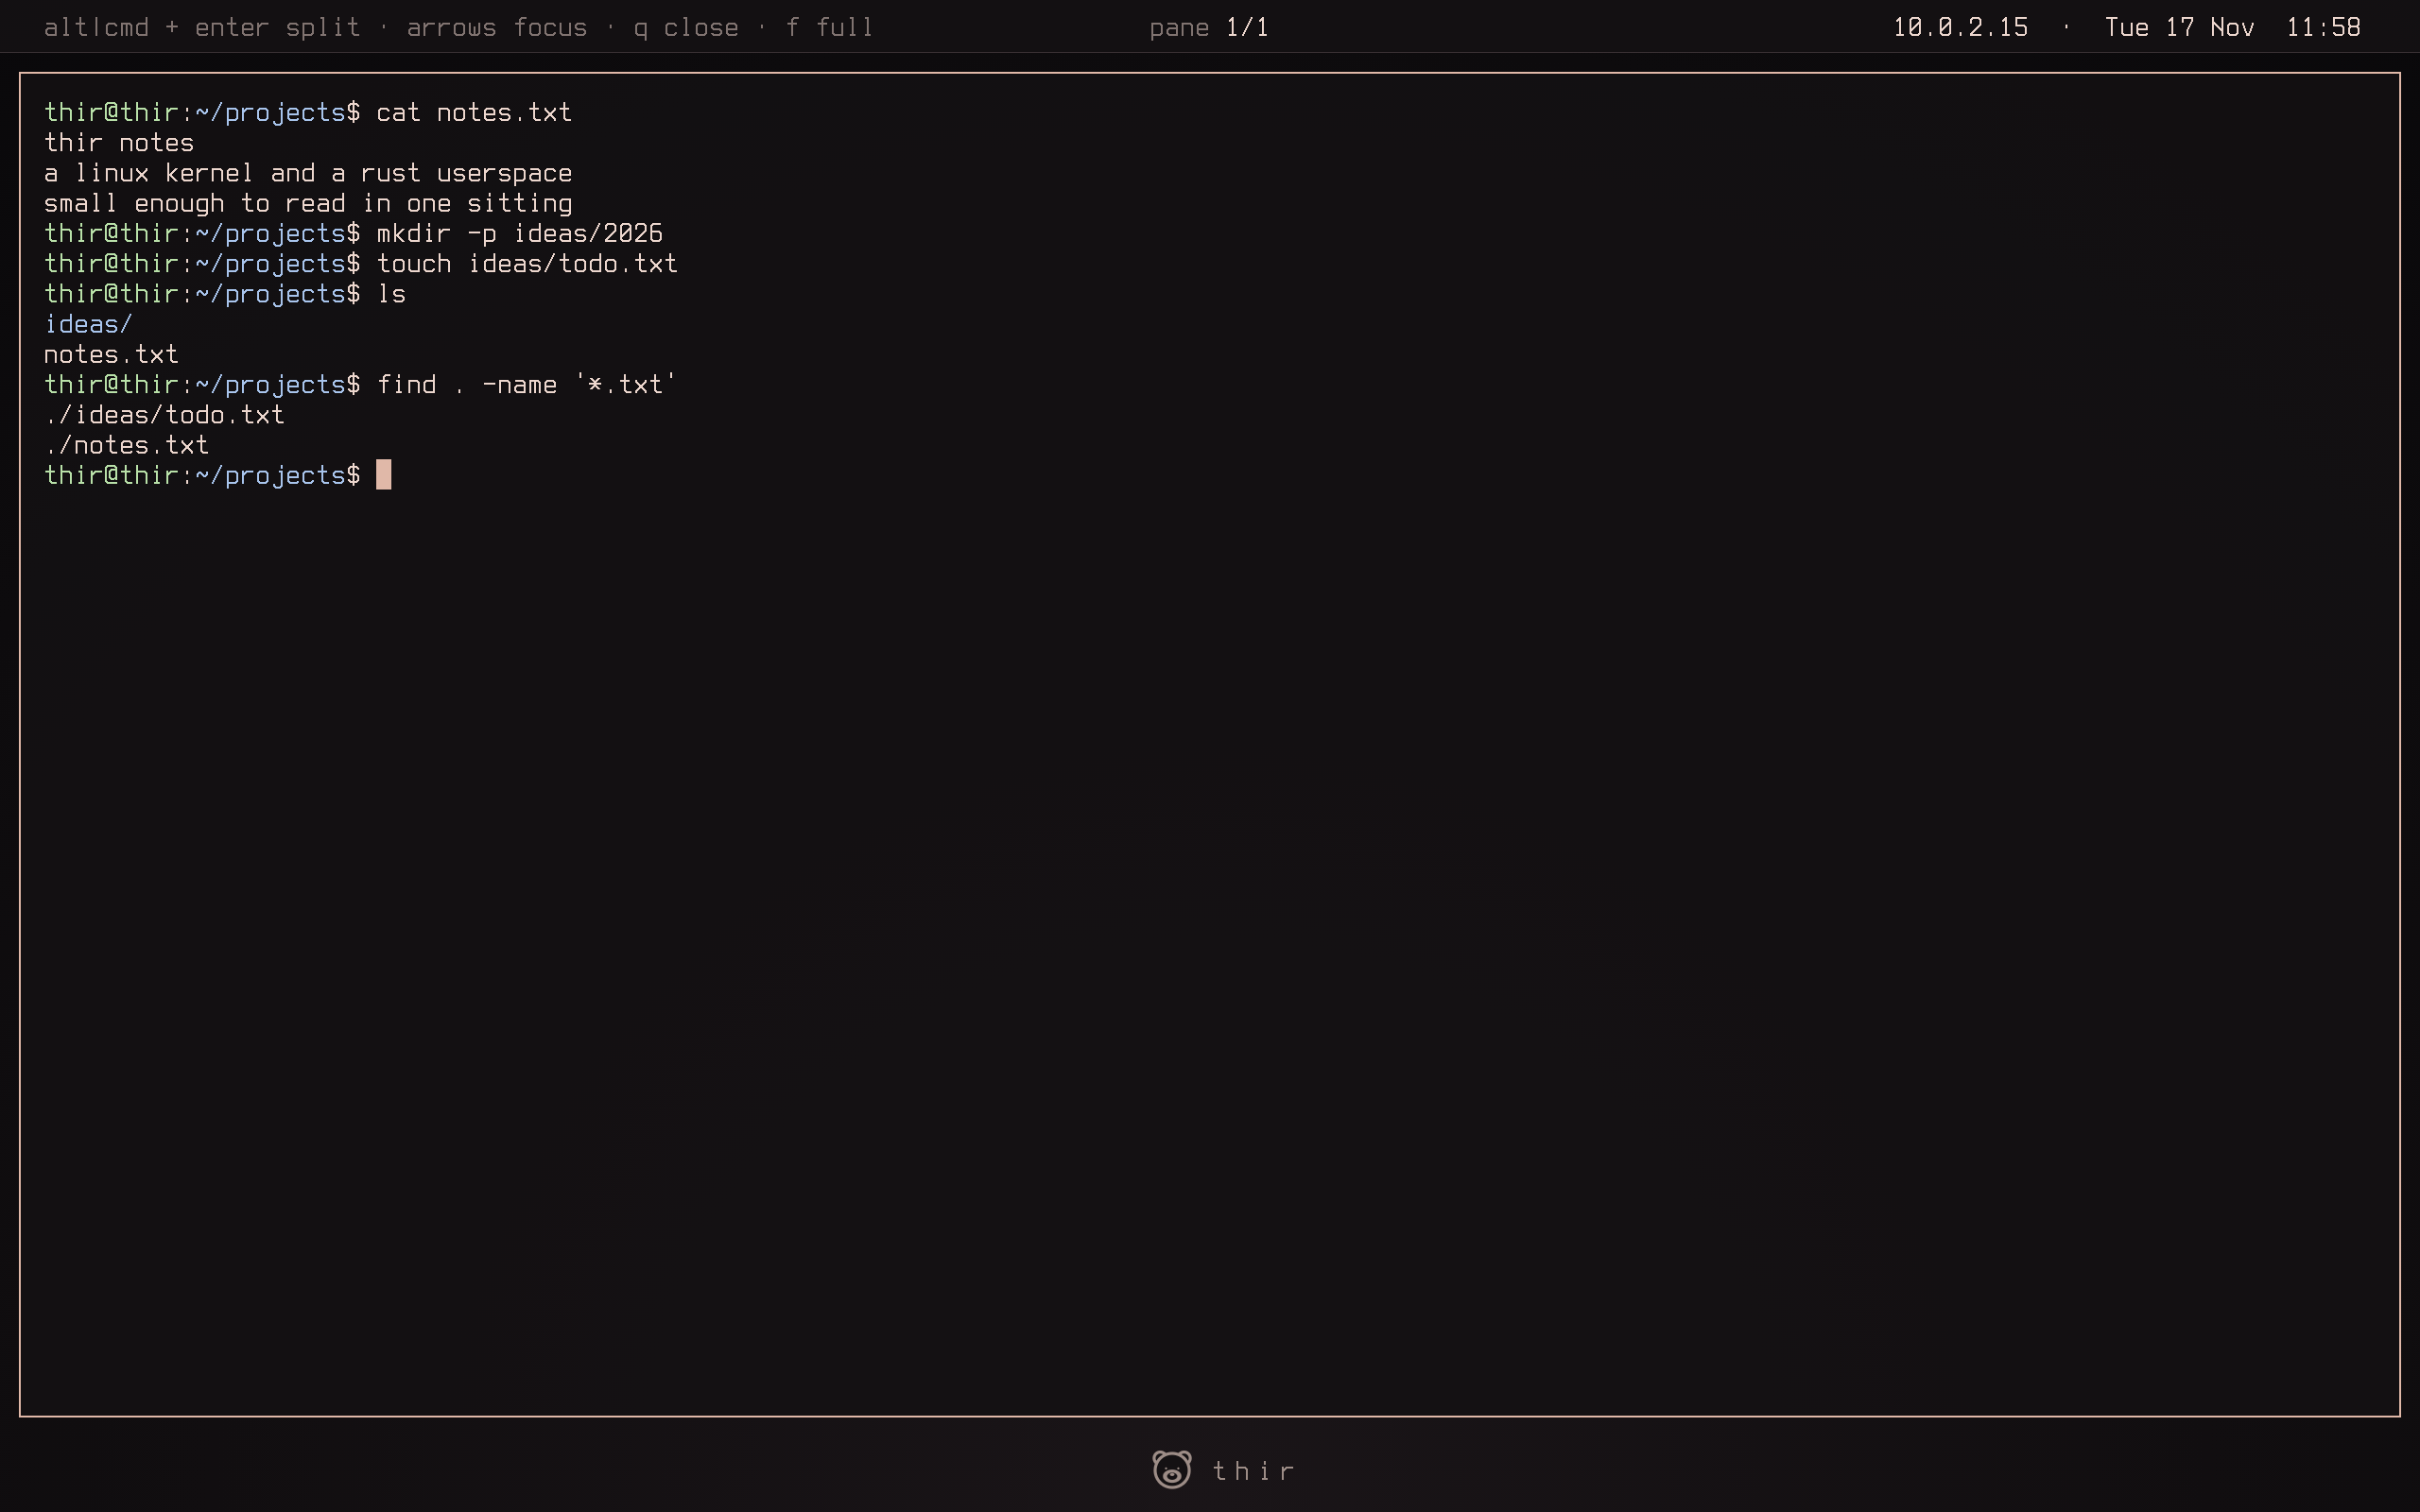 alt|cmd + enter split · arrows focus · q close · f full pane 1/1 10.0.2.15 · Tue 17 Nov 11:58
thir@thir:~/projects$ cat notes.txt
thir notes
a linux kernel and a rust userspace
small enough to read in one sitting
thir@thir:~/projects$ mkdir -p ideas/2026
thir@thir:~/projects$ touch ideas/todo.txt
thir@thir:~/projects$ ls
ideas/
notes.txt
thir@thir:~/projects$ find . -name '*.txt'
./ideas/todo.txt
./notes.txt
thir@thir:~/projects$
thir